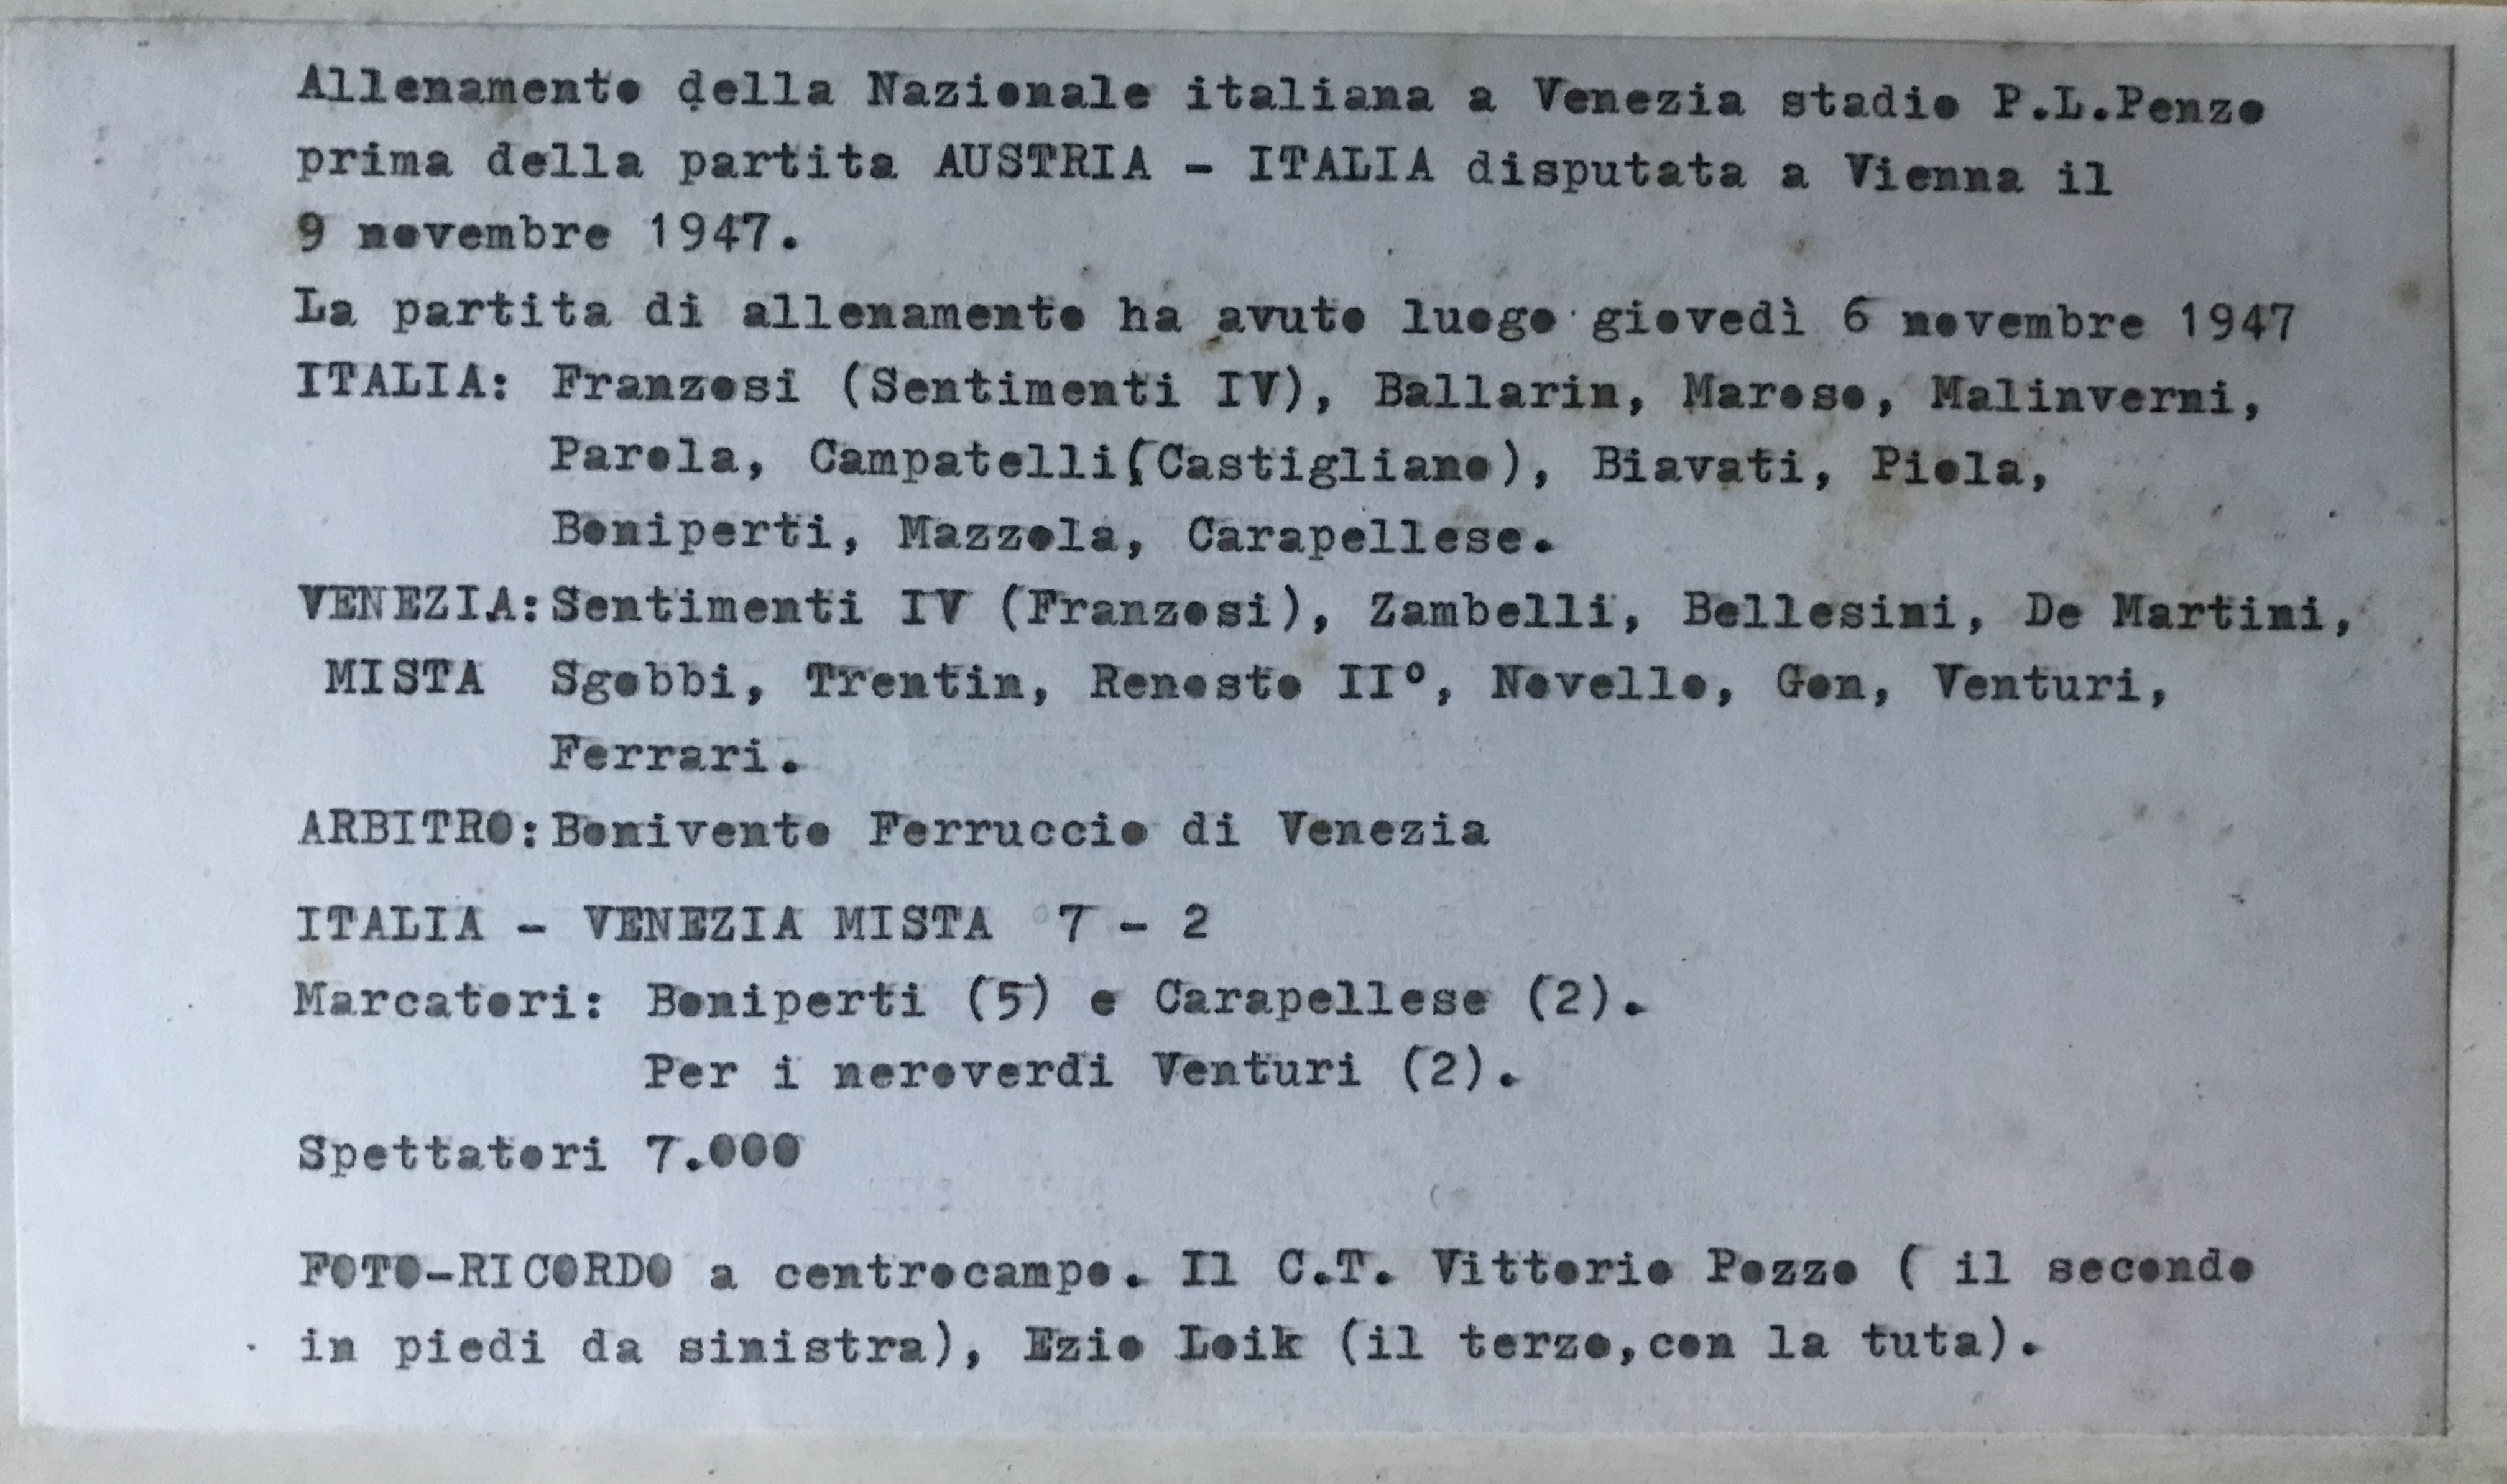 Allenamento della Nazionale italiana a Venezia stadio P.L.Penzo
prima della partita AUSTRIA - ITALIA disputata a Vienna il
9 novembre 1947.
La partita di allenamento ha avuto luogo giovedì 6 novembre 1947
ITALIA: Franzosi (Sentimenti IV), Ballarin, Maroso, Malinverni,
Parola, Campatelli(Castigliano), Biavati, Piola,
Boniperti, Mazzola, Carapellese.
VENEZIA:Sentimenti IV (Franzosi), Zambelli, Bellesini, De Martini,
MISTA Sgobbi, Trentin, Renosto II°, Novello, Gon, Venturi,
Ferrari.
ARBITRO:Bonivento Ferruccio di Venezia
ITALIA - VENEZIA MISTA 7 - 2
Marcatori: Boniperti (5) e Carapellese (2).
Per i neroverdi Venturi (2).
Spettatori 7.000
FOTO-RICORDO a centrocampo. Il C.T. Vittorio Pozzo ( il secondo
in piedi da sinistra), Ezio Loik (il terzo,con la tuta).